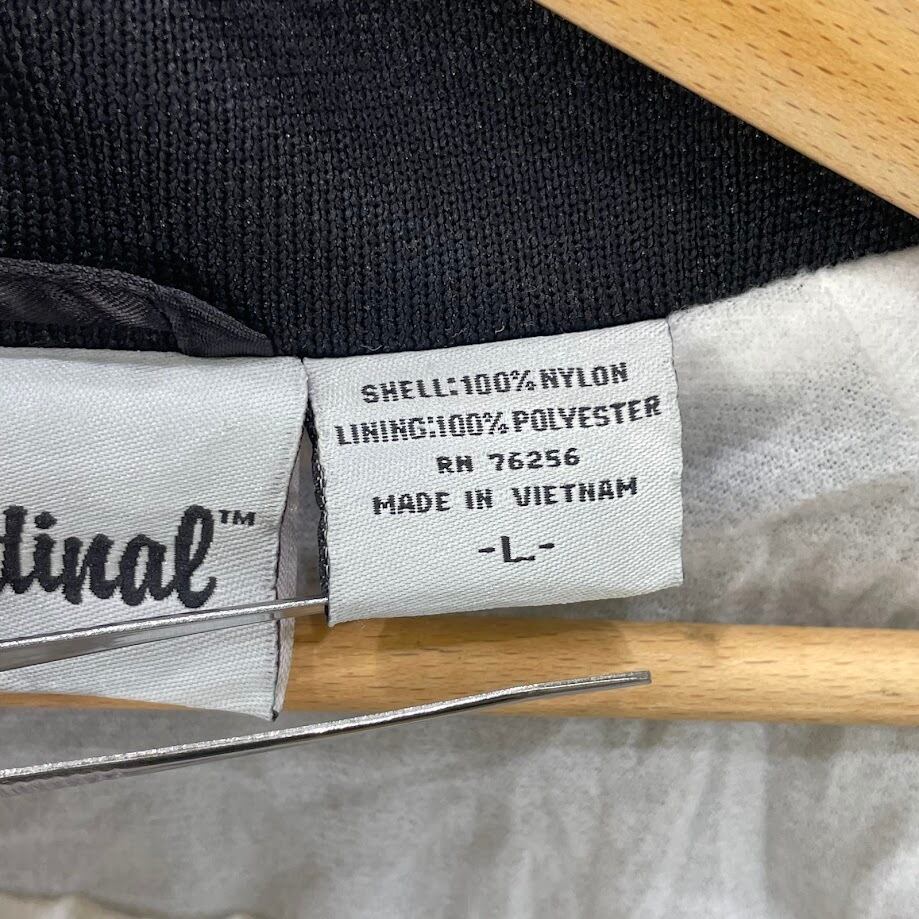 dinal™
SHELL:100% NYLON
LINING:100% POLYESTER
RN 76256
MADE IN VIETNAM
-L-